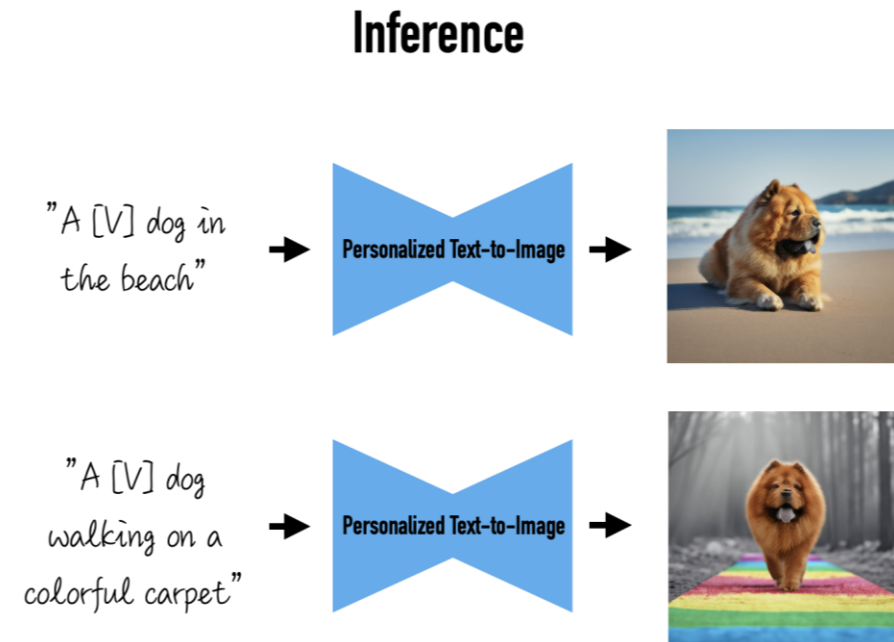 Inference
”A [V] dog in
the beach”
Personalized Text-to-Image
”A [V] dog
walking on a
colorful carpet”
Personalized Text-to-Image